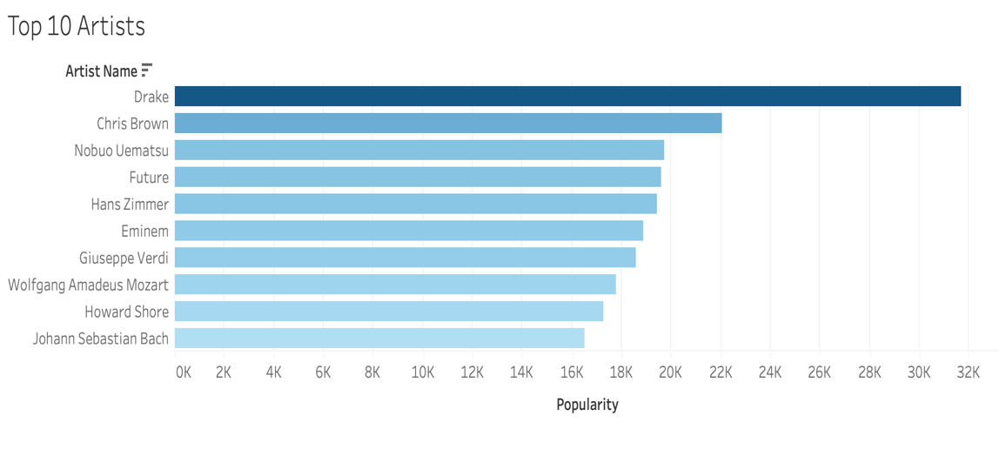 Top 10 Artists
Artist Name
Drake
Chris Brown
Nobuo Uematsu
Future
Hans Zimmer
Eminem
Giuseppe Verdi
Wolfgang Amadeus Mozart
Howard Shore
Johann Sebastian Bach
0K 2K 4K 6K 8K 10K 12K 14K 16K 18K 20K 22K 24K 26K 28K 30K 32K
Popularity